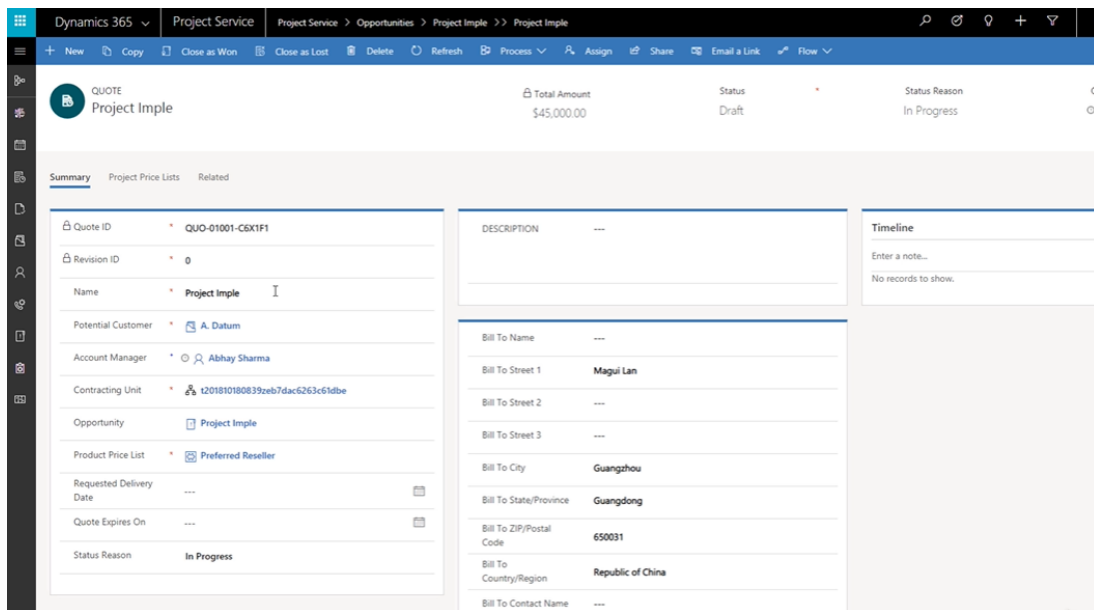 Dynamics 365
Project Service
Project Service > Opportunities > Project Imple >> Project Imple
+ New Copy Close as Won Close as Lost Delete Refresh Process Assign Share Email a Link Flow
QUOTE
Project Imple
Total Amount
$45,000.00
Status *
Draft
Status Reason
In Progress
Summary Project Price Lists Related
Quote ID * QUO-01001-C6X1F1
Revision ID * 0
Name * Project Imple
Potential Customer * A. Datum
Account Manager * Abhay Sharma
Contracting Unit * t201810180839zeb7dac6263c61dbe
Opportunity Project Imple
Product Price List * Preferred Reseller
Requested Delivery
Date ---
Quote Expires On ---
Status Reason In Progress
DESCRIPTION ---
Bill To Name ---
Bill To Street 1 Magui Lan
Bill To Street 2 ---
Bill To Street 3 ---
Bill To City Guangzhou
Bill To State/Province Guangdong
Bill To ZIP/Postal
Code 650031
Bill To
Country/Region Republic of China
Bill To Contact Name ---
Timeline
Enter a note...
No records to show.